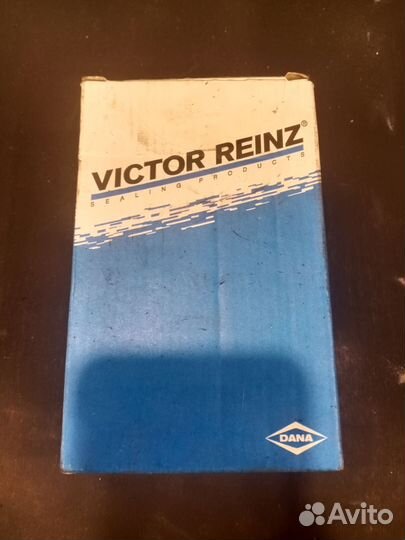 VICTOR REINZ®
SEALING PRODUCTS
DANA
Avito